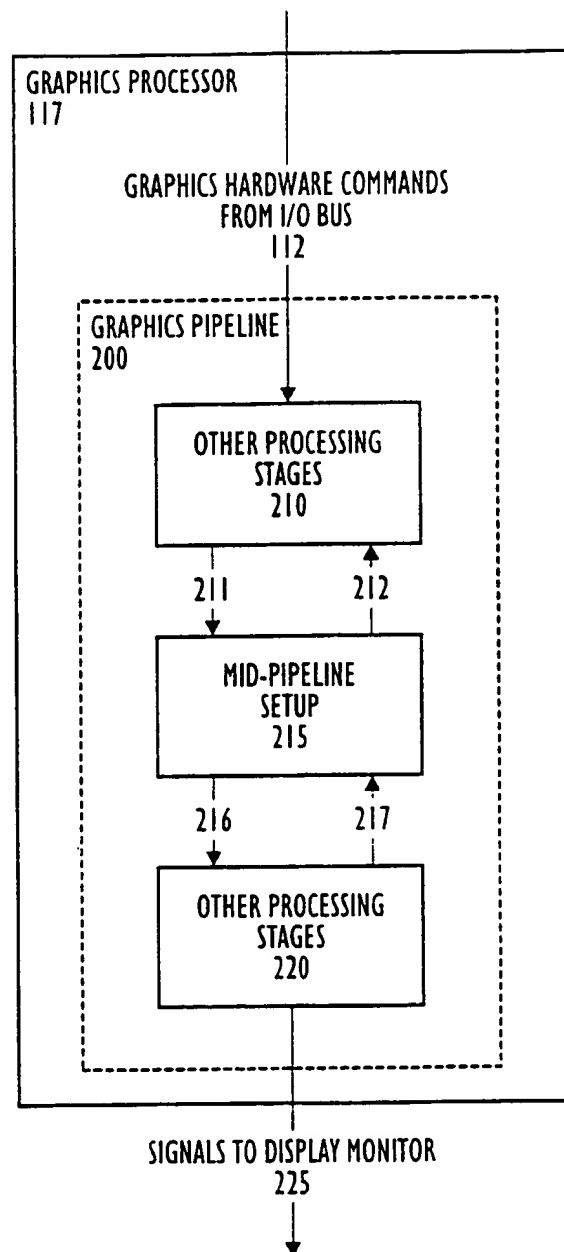 GRAPHICS PROCESSOR
117
GRAPHICS HARDWARE COMMANDS
FROM I/O BUS
112
GRAPHICS PIPELINE
200
OTHER PROCESSING
STAGES
210
211
212
MID-PIPELINE
SETUP
215
216
217
OTHER PROCESSING
STAGES
220
SIGNALS TO DISPLAY MONITOR
225